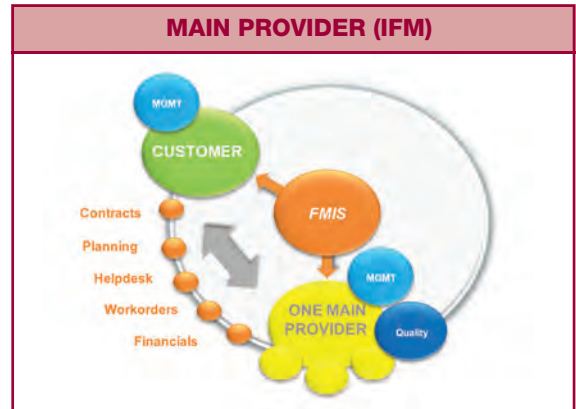 MAIN PROVIDER (IFM)
MGMT
CUSTOMER
FMIS
Contracts
Planning
Helpdesk
Workorders
Financials
MGMT
ONE MAIN
PROVIDER
Quality